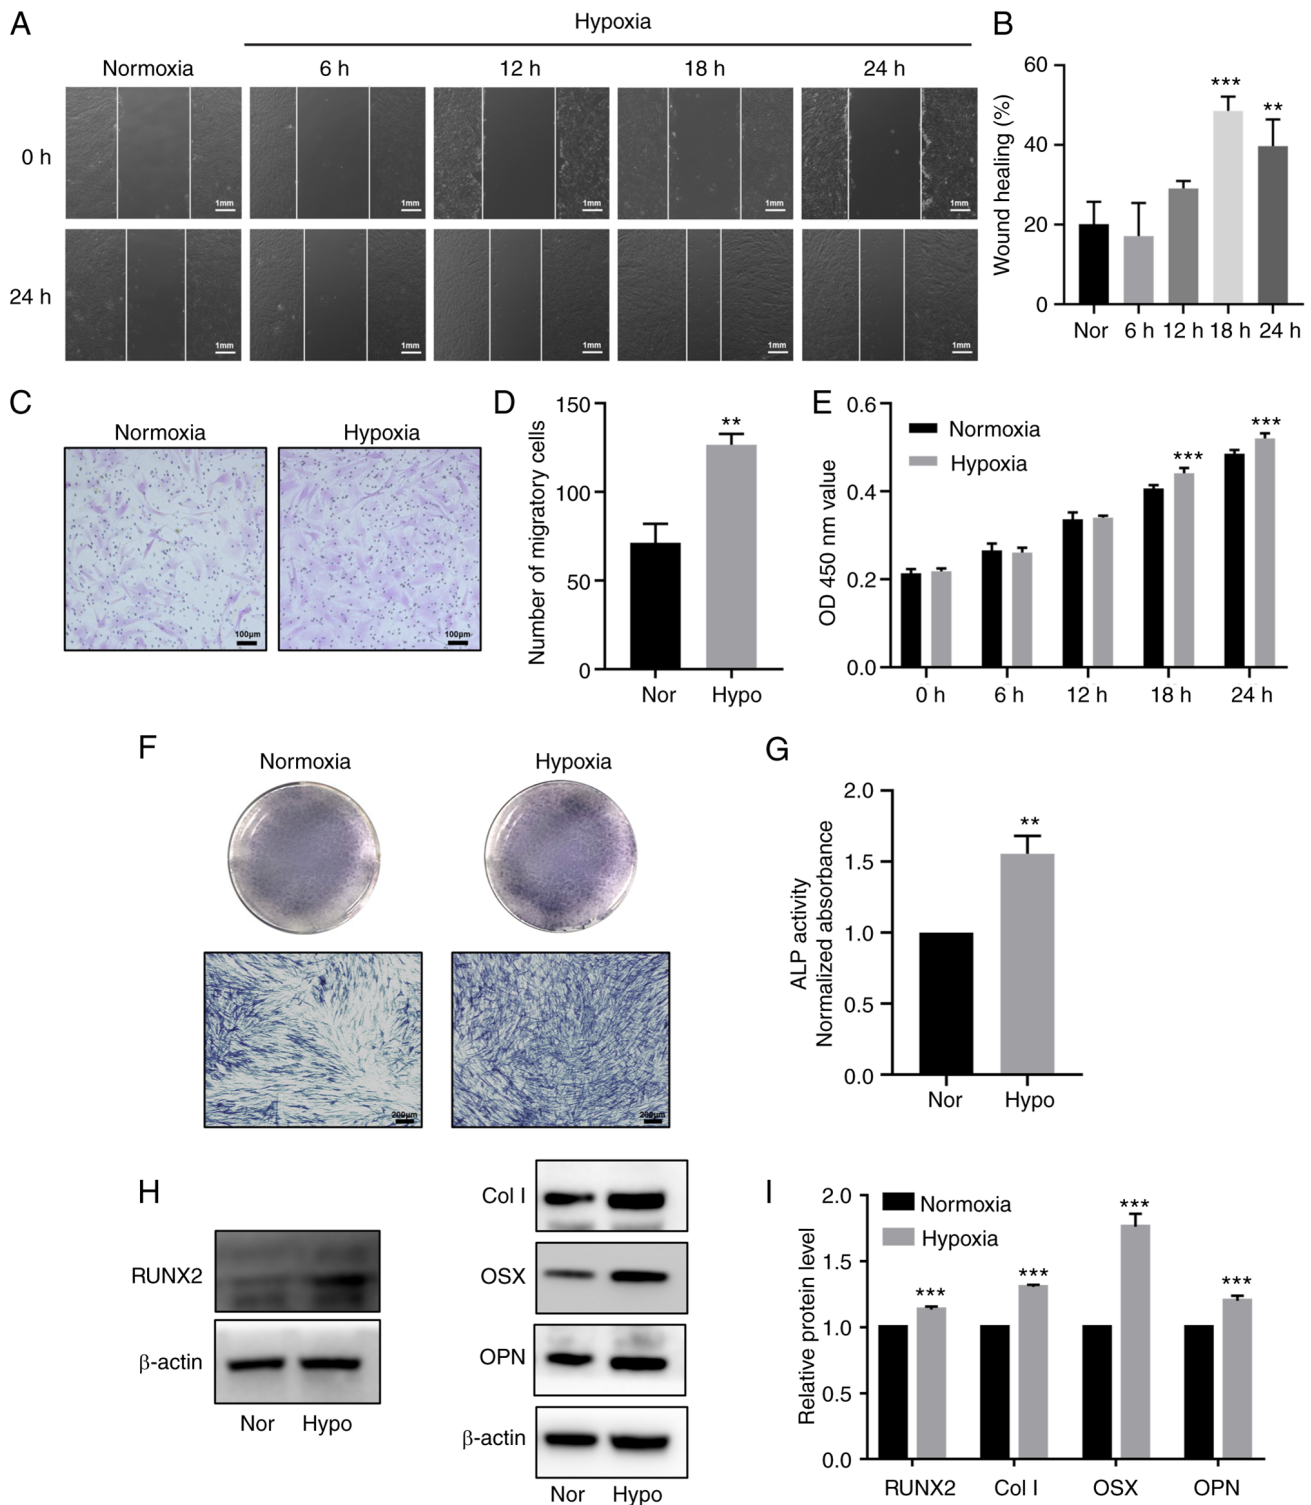 A
Hypoxia
Normoxia 6 h 12 h 18 h 24 h
0 h
1mm 1mm 1mm 1mm 1mm
24 h
1mm 1mm 1mm 1mm 1mm
B
Wound healing (%)
60
40
20
0
*** **
Nor 6 h 12 h 18 h 24 h
C
Normoxia Hypoxia
100µm 100µm
D
Number of migratory cells
150
100
50
0
**
Nor Hypo
E
OD 450 nm value
0.6
0.4
0.2
0.0
Normoxia
Hypoxia
*** ***
0 h 6 h 12 h 18 h 24 h
F
Normoxia Hypoxia
200µm 200µm
G
ALP activity
Normalized absorbance
2.0
1.5
1.0
0.5
0.0
**
Nor Hypo
H
RUNX2
β-actin
Nor Hypo
Col I
OSX
OPN
β-actin
Nor Hypo
I
Relative protein level
2.0
1.5
1.0
0.5
0.0
Normoxia
Hypoxia
*** *** *** ***
RUNX2 Col I OSX OPN